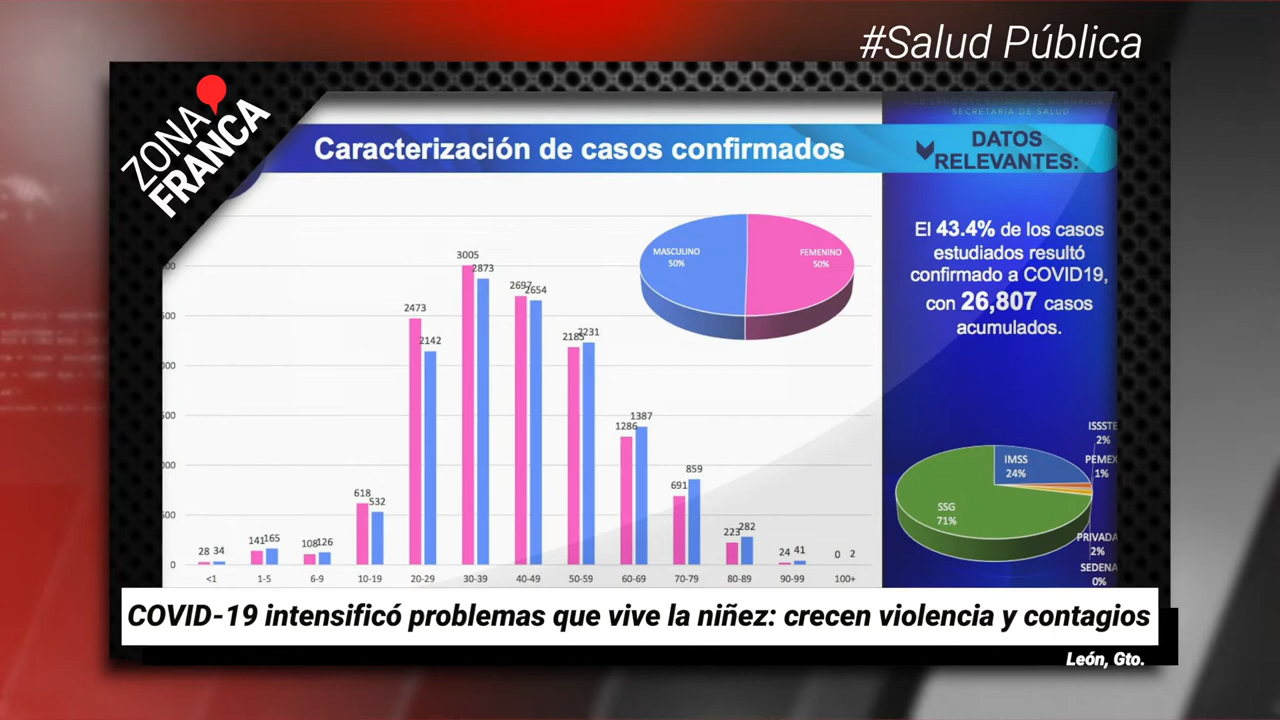 #Salud Pública
ZONA
FRANCA
SECRETARÍA DE SALUD
Caracterización de casos confirmados
DATOS
RELEVANTES:
El 43.4% de los casos
estudiados resultó
confirmado a COVID19,
con 26,807 casos
acumulados.
MASCULINO
50%
FEMENINO
50%
3005
2873
2697
2654
2473
2142
2185
2231
1286
1387
691
859
618
532
223
282
141
165
108
126
28
34
24
41
0
2
0
<1
1-5
6-9
10-19
20-29
30-39
40-49
50-59
60-69
70-79
80-89
90-99
100+
ISSSTE
2%
IMSS
24%
PEMEX
1%
SSG
71%
PRIVADA
2%
SEDENA
0%
COVID-19 intensificó problemas que vive la niñez: crecen violencia y contagios
León, Gto.